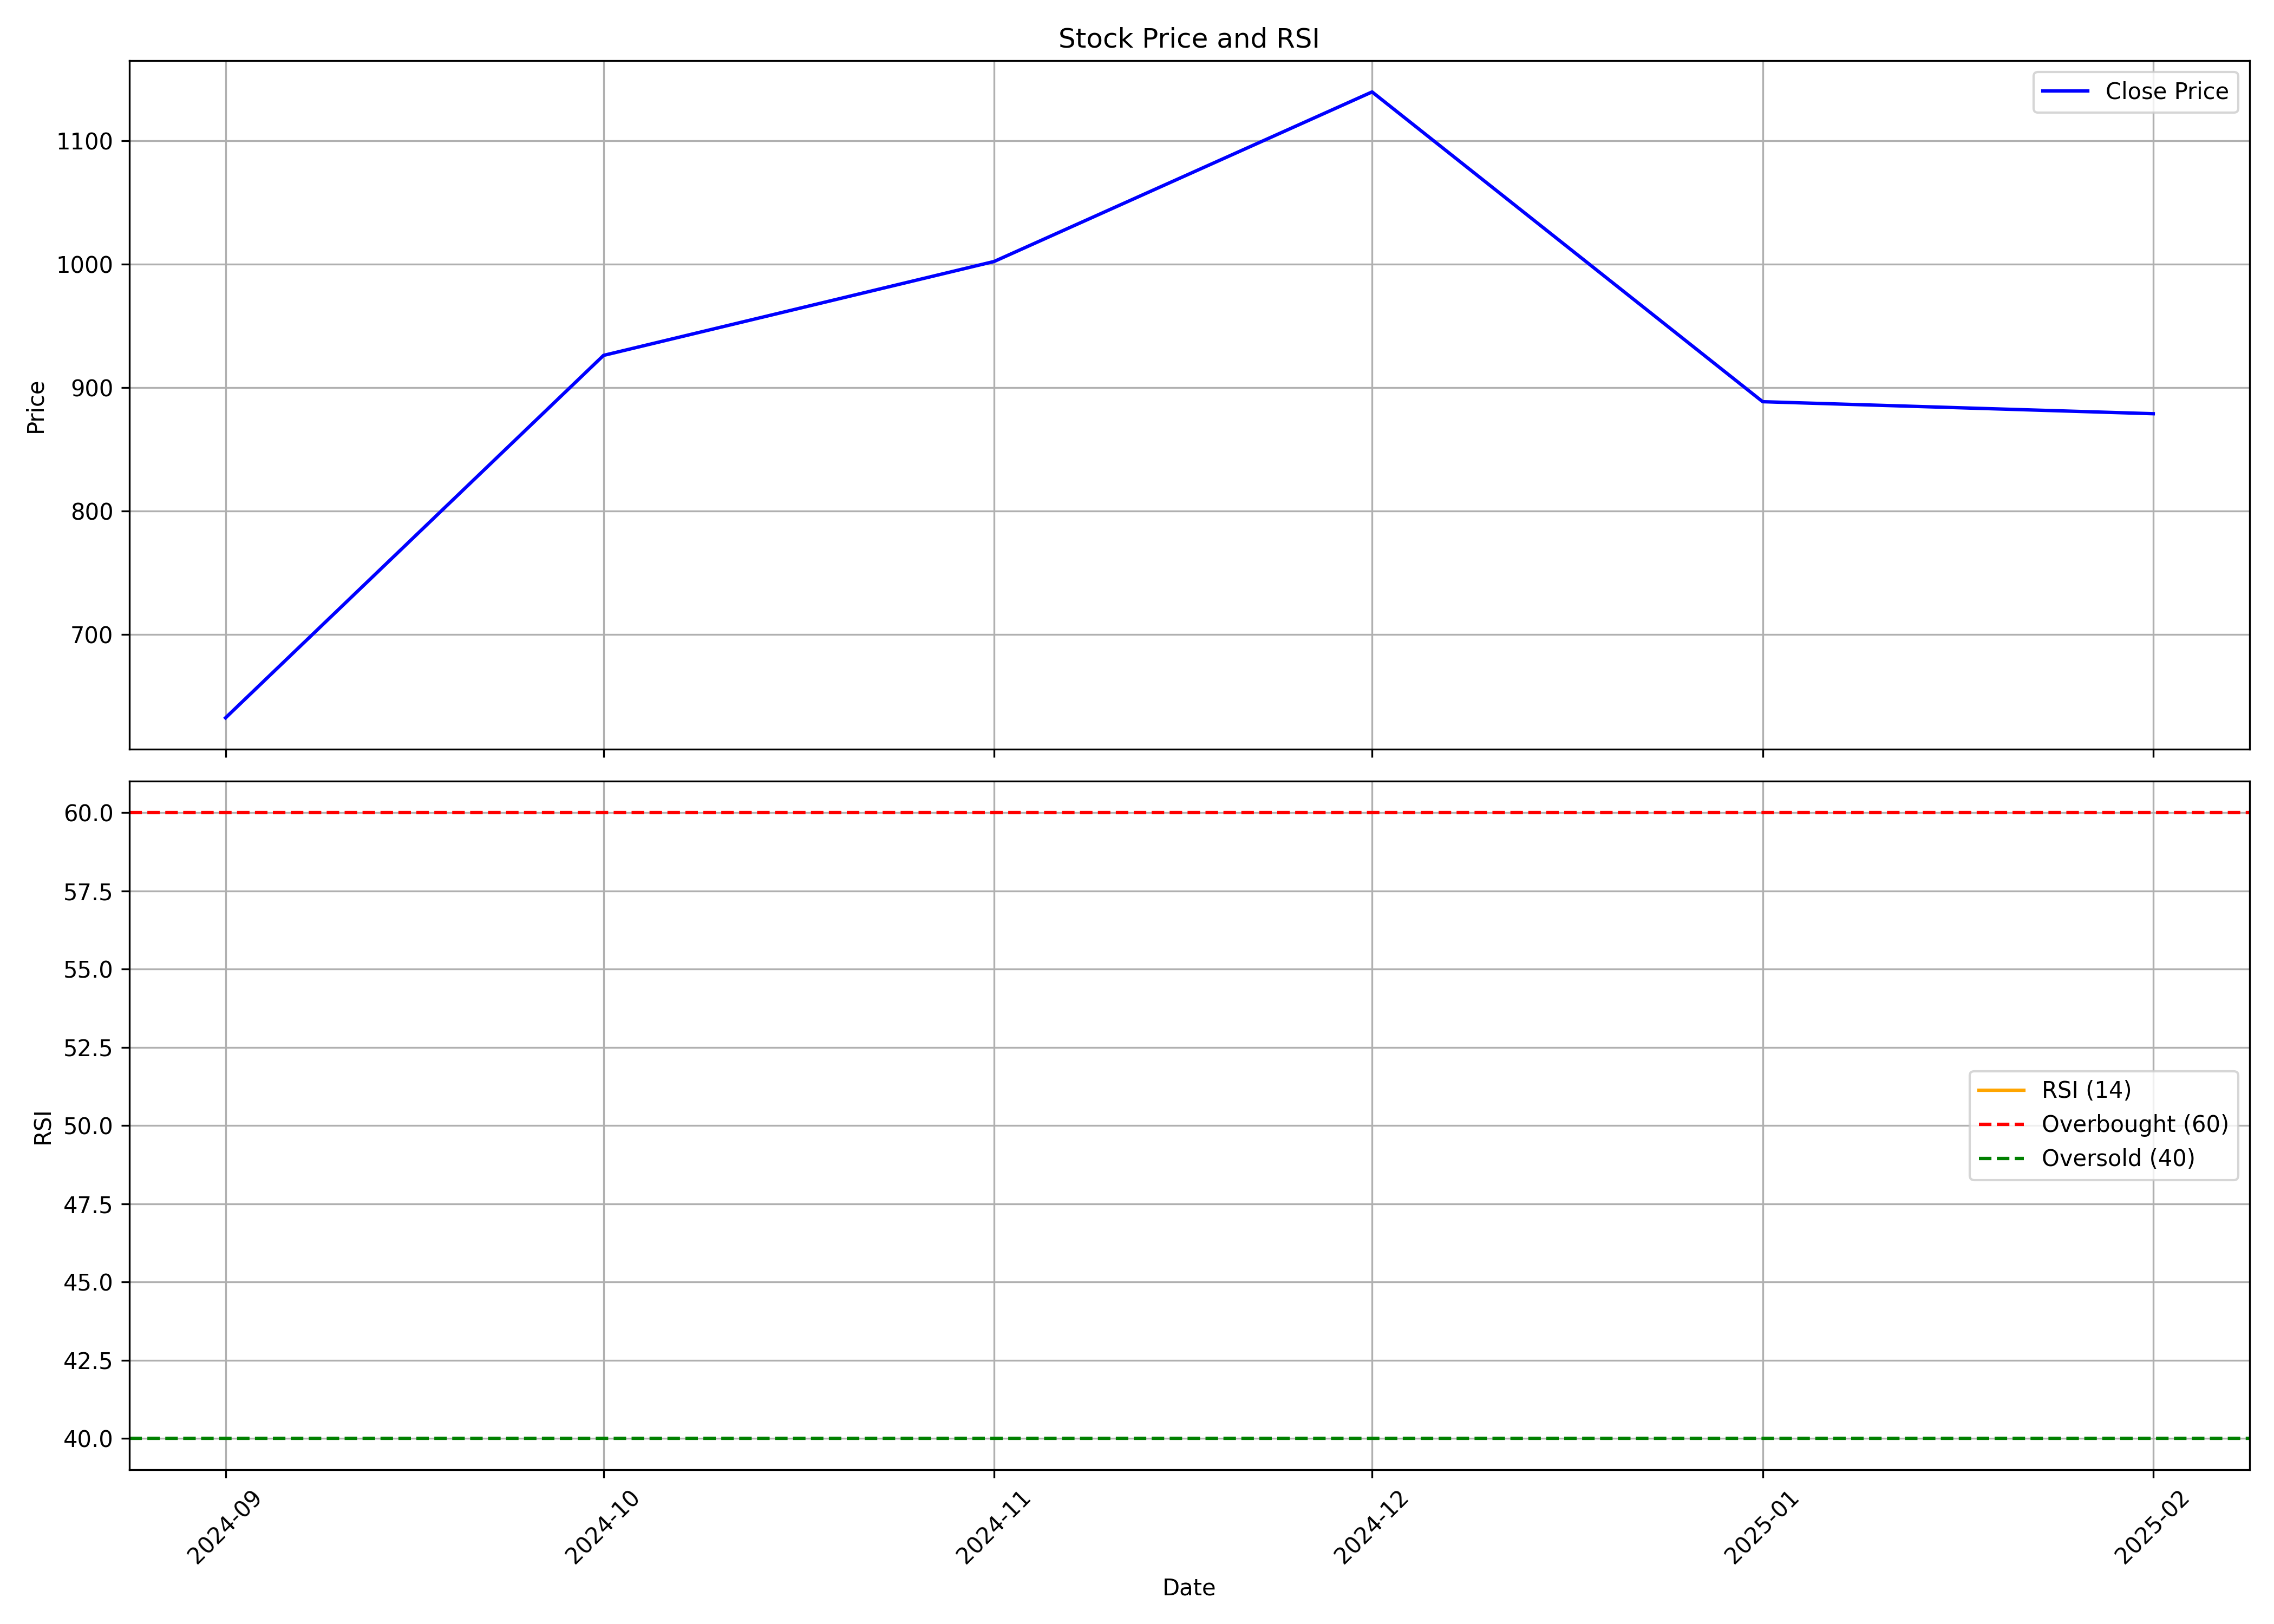 Stock Price and RSI
Close Price
1100
1000
900
800
700
Price
60.0
57.5
55.0
52.5
50.0
47.5
45.0
42.5
40.0
RSI
RSI (14)
Overbought (60)
Oversold (40)
2024-09
2024-10
2024-11
2024-12
2025-01
2025-02
Date